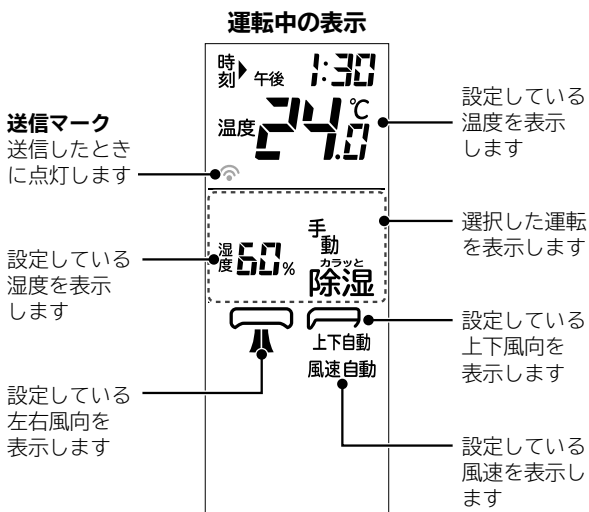 運転中の表示
時刻 午後 1:30
温度 24.0 ℃
設定している
温度を表示
します
送信マーク
送信したとき
に点灯します
選択した運転
を表示します
手動
カラッと
除湿
湿度 60%
設定している
湿度を表示
します
上下自動
風速自動
設定している
上下風向を
表示します
設定している
左右風向を
表示します
設定している
風速を表示し
ます